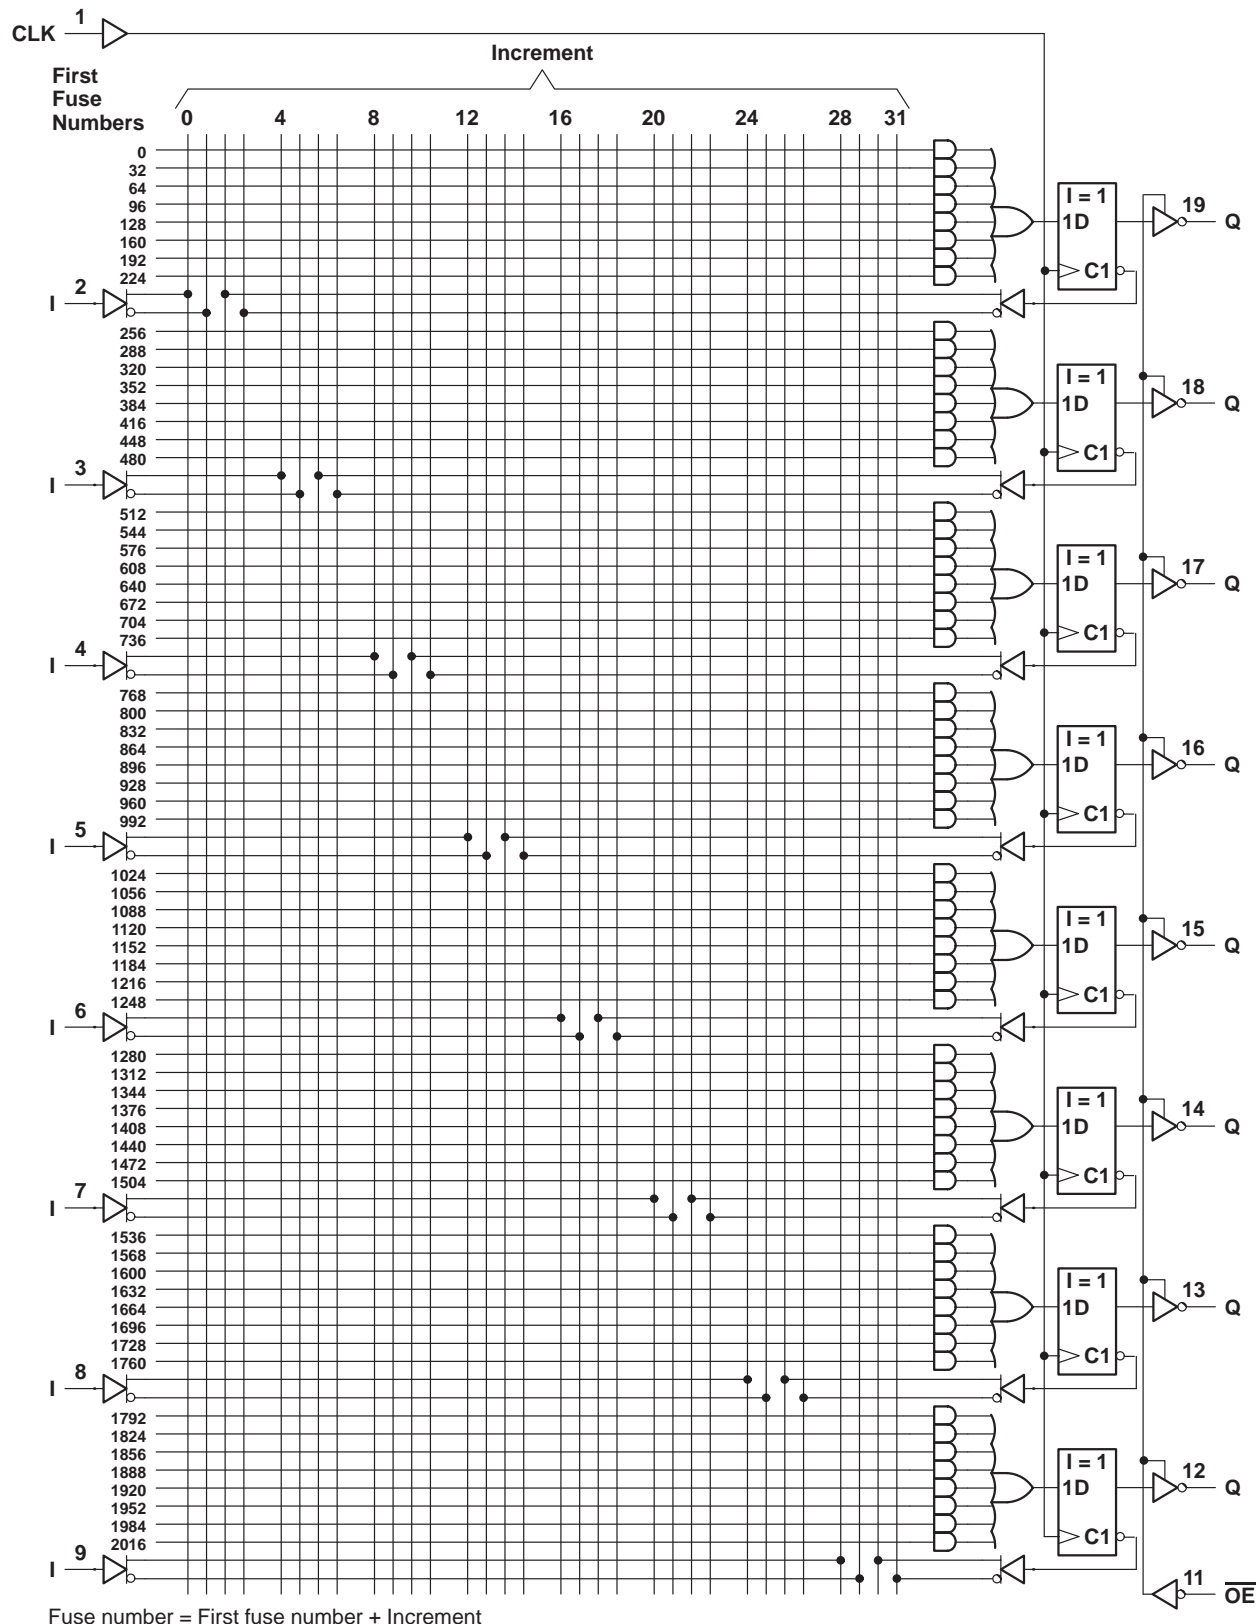 1
CLK
Increment
First
Fuse
Numbers
0 4 8 12 16 20 24 28 31
0
32
64
96
128
160
192
224
I = 1
1D
C1
19
Q
2
I
256
288
320
352
384
416
448
480
I = 1
1D
C1
18
Q
3
I
512
544
576
608
640
672
704
736
I = 1
1D
C1
17
Q
4
I
768
800
832
864
896
928
960
992
I = 1
1D
C1
16
Q
5
I
1024
1056
1088
1120
1152
1184
1216
1248
I = 1
1D
C1
15
Q
6
I
1280
1312
1344
1376
1408
1440
1472
1504
I = 1
1D
C1
14
Q
7
I
1536
1568
1600
1632
1664
1696
1728
1760
I = 1
1D
C1
13
Q
8
I
1792
1824
1856
1888
1920
1952
1984
2016
I = 1
1D
C1
12
Q
9
I
11
OE
Fuse number = First fuse number + Increment